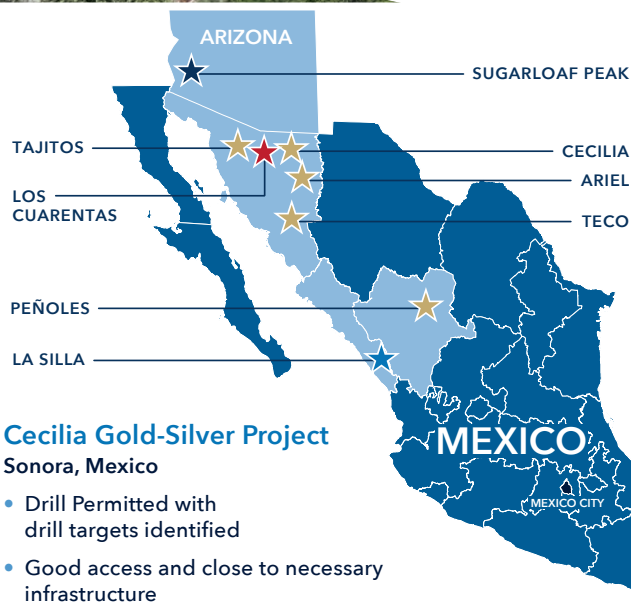 ARIZONA
SUGARLOAF PEAK
TAJITOS
CECILIA
ARIEL
LOS
CUARENTAS
TECO
PEÑOLES
LA SILLA
MEXICO
MEXICO CITY
Cecilia Gold-Silver Project
Sonora, Mexico
• Drill Permitted with
drill targets identified
• Good access and close to necessary
infrastructure